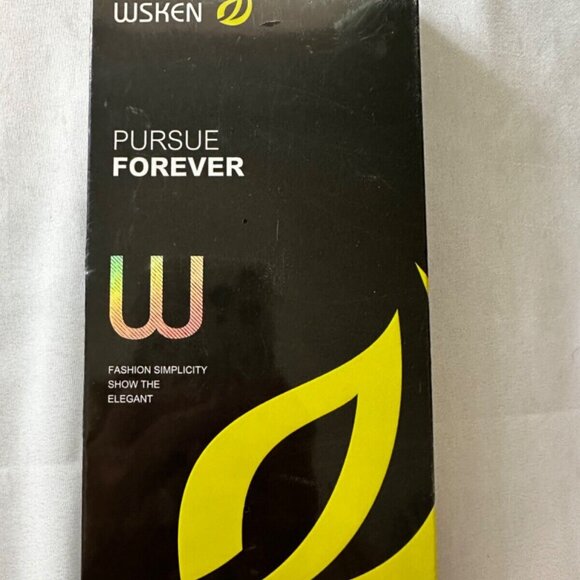 WSKEN
PURSUE
FOREVER
W
FASHION SIMPLICITY
SHOW THE
ELEGANT